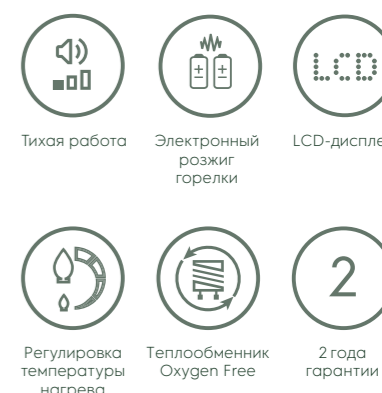 LCD
Тихая работа
Электронный
розжиг
горелки
LCD-диспле
2
Регулировка
температуры
нагрева
Теплообменник
Oxygen Free
2 года
гарантии